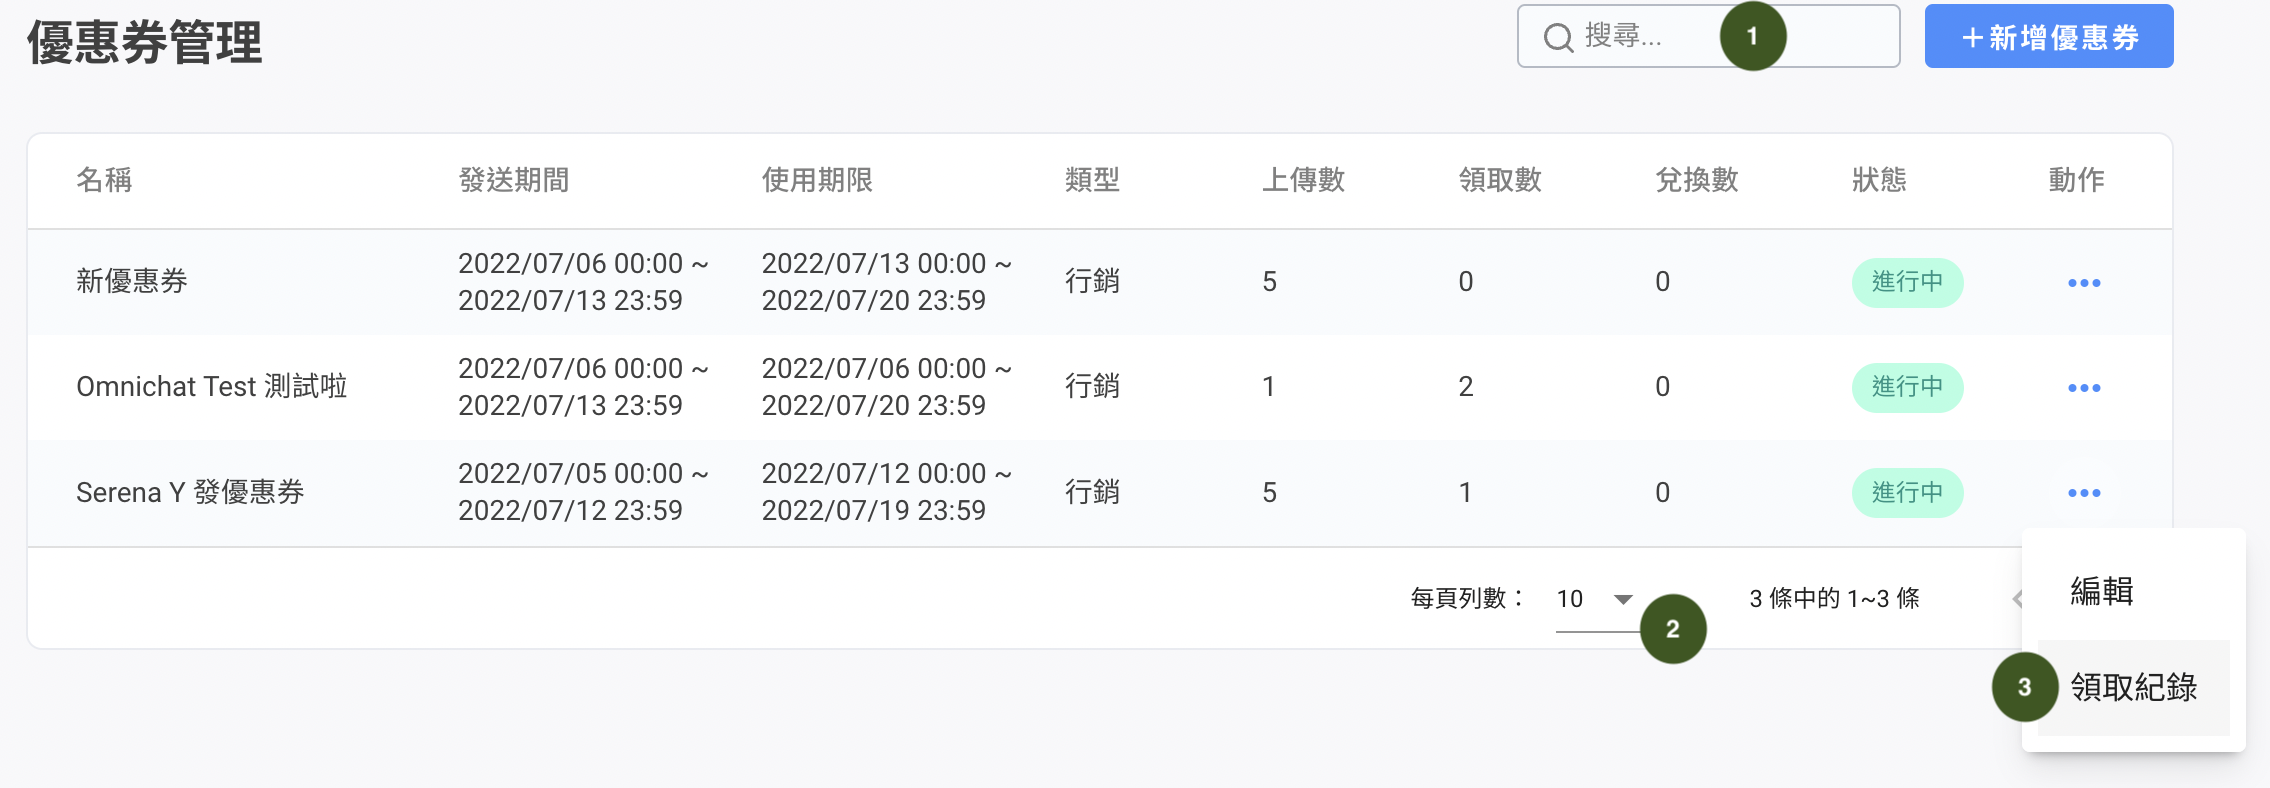 優惠券管理
搜尋...
1
＋新增優惠券
名稱 發送期間 使用期限 類型 上傳數 領取數 兌換數 狀態 動作
新優惠券 2022/07/06 00:00 ~ 2022/07/13 00:00 ~ 行銷 5 0 0 進行中
2022/07/13 23:59 2022/07/20 23:59
Omnichat Test 測試啦 2022/07/06 00:00 ~ 2022/07/06 00:00 ~ 行銷 1 2 0 進行中
2022/07/13 23:59 2022/07/20 23:59
Serena Y 發優惠券 2022/07/05 00:00 ~ 2022/07/12 00:00 ~ 行銷 5 1 0 進行中
2022/07/12 23:59 2022/07/19 23:59
每頁列數： 10 2 3 條中的 1~3 條
編輯
3 領取紀錄